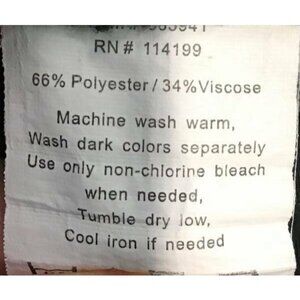 RN # 114199
66% Polyester / 34%Viscose
Machine wash warm,
Wash dark colors separately
Use only non-chlorine bleach
when needed,
Tumble dry low,
Cool iron if needed